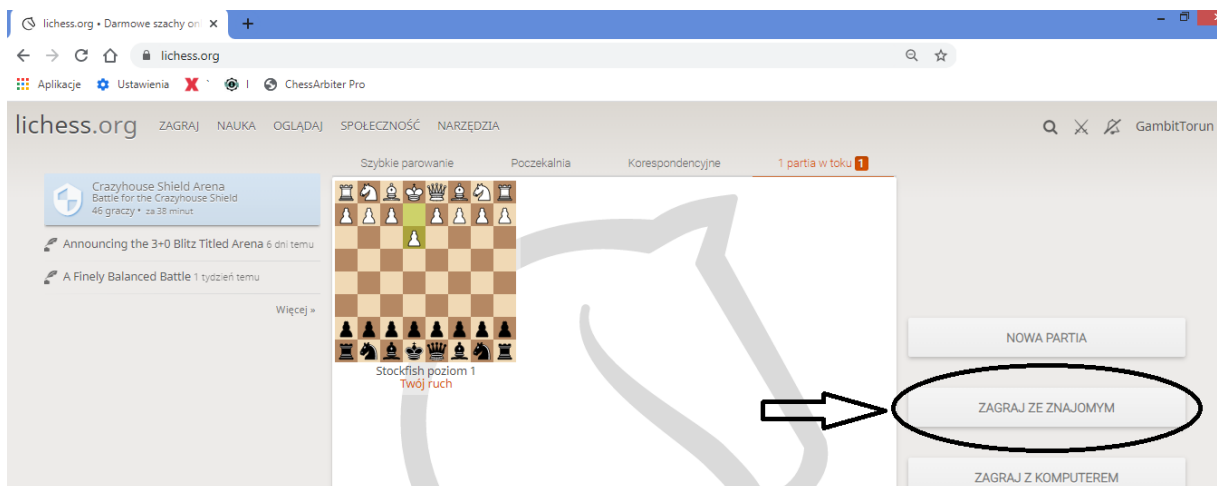 lichess.org • Darmowe szachy on
lichess.org
Aplikacje Ustawienia ChessArbiter Pro
lichess.org ZAGRAJ NAUKA OGLĄDAJ SPOŁECZNOŚĆ NARZĘDZIA GambitTorun
Szybkie parowanie Poczekalnia Korespondencyjne 1 partia w toku 1
Crazyhouse Shield Arena
Battle for the Crazyhouse Shield
46 graczy • za 38 minut
Announcing the 3+0 Blitz Titled Arena 6 dni temu
A Finely Balanced Battle 1 tydzień temu
Więcej »
Stockfish poziom 1
Twój ruch
NOWA PARTIA
ZAGRAJ ZE ZNAJOMYM
ZAGRAJ Z KOMPUTEREM